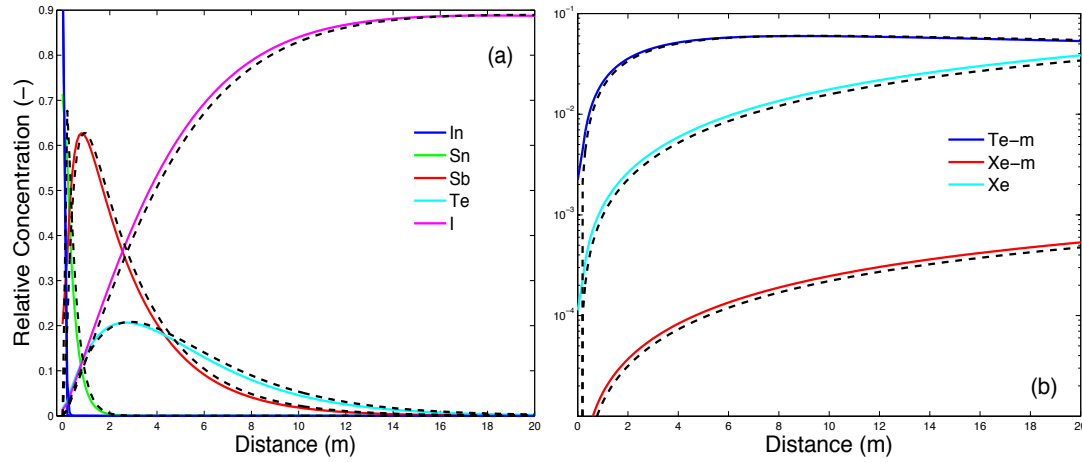 0.9
0.8
0.7
0.6
0.5
0.4
0.3
0.2
0.1
0
0 2 4 6 8 10 12 14 16 18 20
Relative Concentration (−)
Distance (m)
(a)
In
Sn
Sb
Te
I
10⁻¹
10⁻²
10⁻³
10⁻⁴
0 2 4 6 8 10 12 14 16 18 20
Distance (m)
(b)
Te−m
Xe−m
Xe